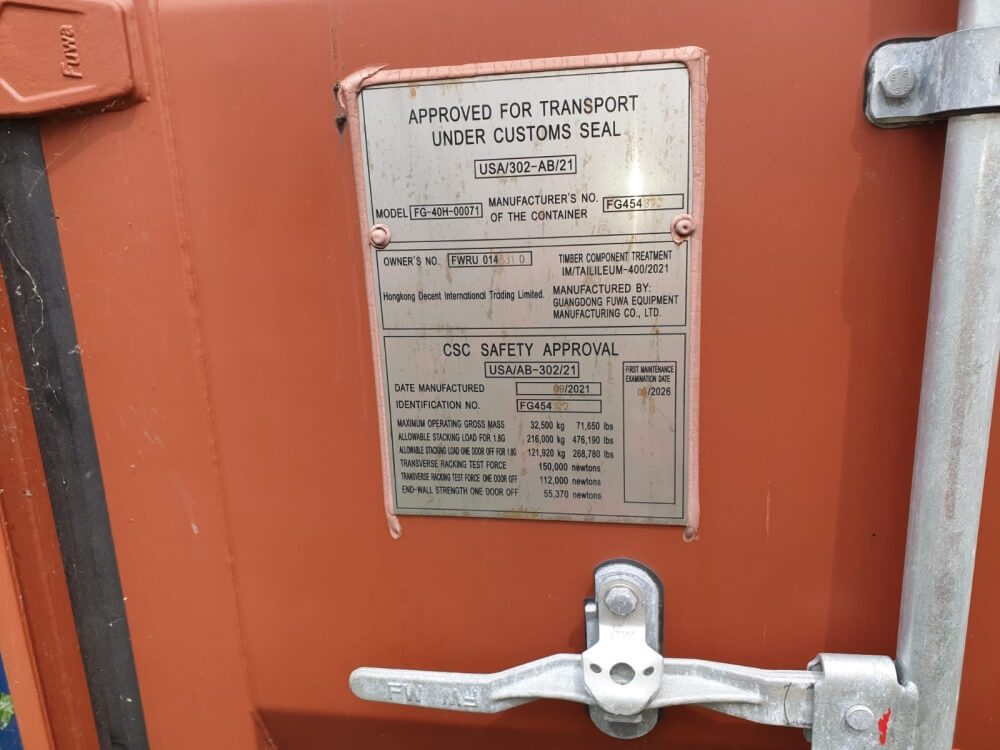 Fuwa
APPROVED FOR TRANSPORT
UNDER CUSTOMS SEAL
USA/302-AB/21
MODEL FG-40H-00071 MANUFACTURER'S NO. OF THE CONTAINER
OWNER'S NO. FWRU
TIMBER COMPONENT TREATMENT
IM/TAILILEUM-400/2021
Hongkong Decent International Trading Limited.
MANUFACTURED BY:
GUANGDONG FUWA EQUIPMENT
MANUFACTURING CO., LTD.
CSC SAFETY APPROVAL
USA/AB-302/21
DATE MANUFACTURED 09/2021
IDENTIFICATION NO.
MAXIMUM OPERATING GROSS MASS 32,500 kg 71,650 lbs
ALLOWABLE STACKING LOAD FOR 1.8G 216,000 kg 476,190 lbs
ALLOWABLE STACKING LOAD ONE DOOR OFF FOR 1.8G 121,920 kg 268,780 lbs
TRANSVERSE RACKING TEST FORCE 150,000 newtons
TRANSVERSE RACKING TEST FORCE ONE DOOR OFF 112,000 newtons
END-WALL STRENGTH ONE DOOR OFF 55,370 newtons
FIRST MAINTENANCE
EXAMINATION DATE